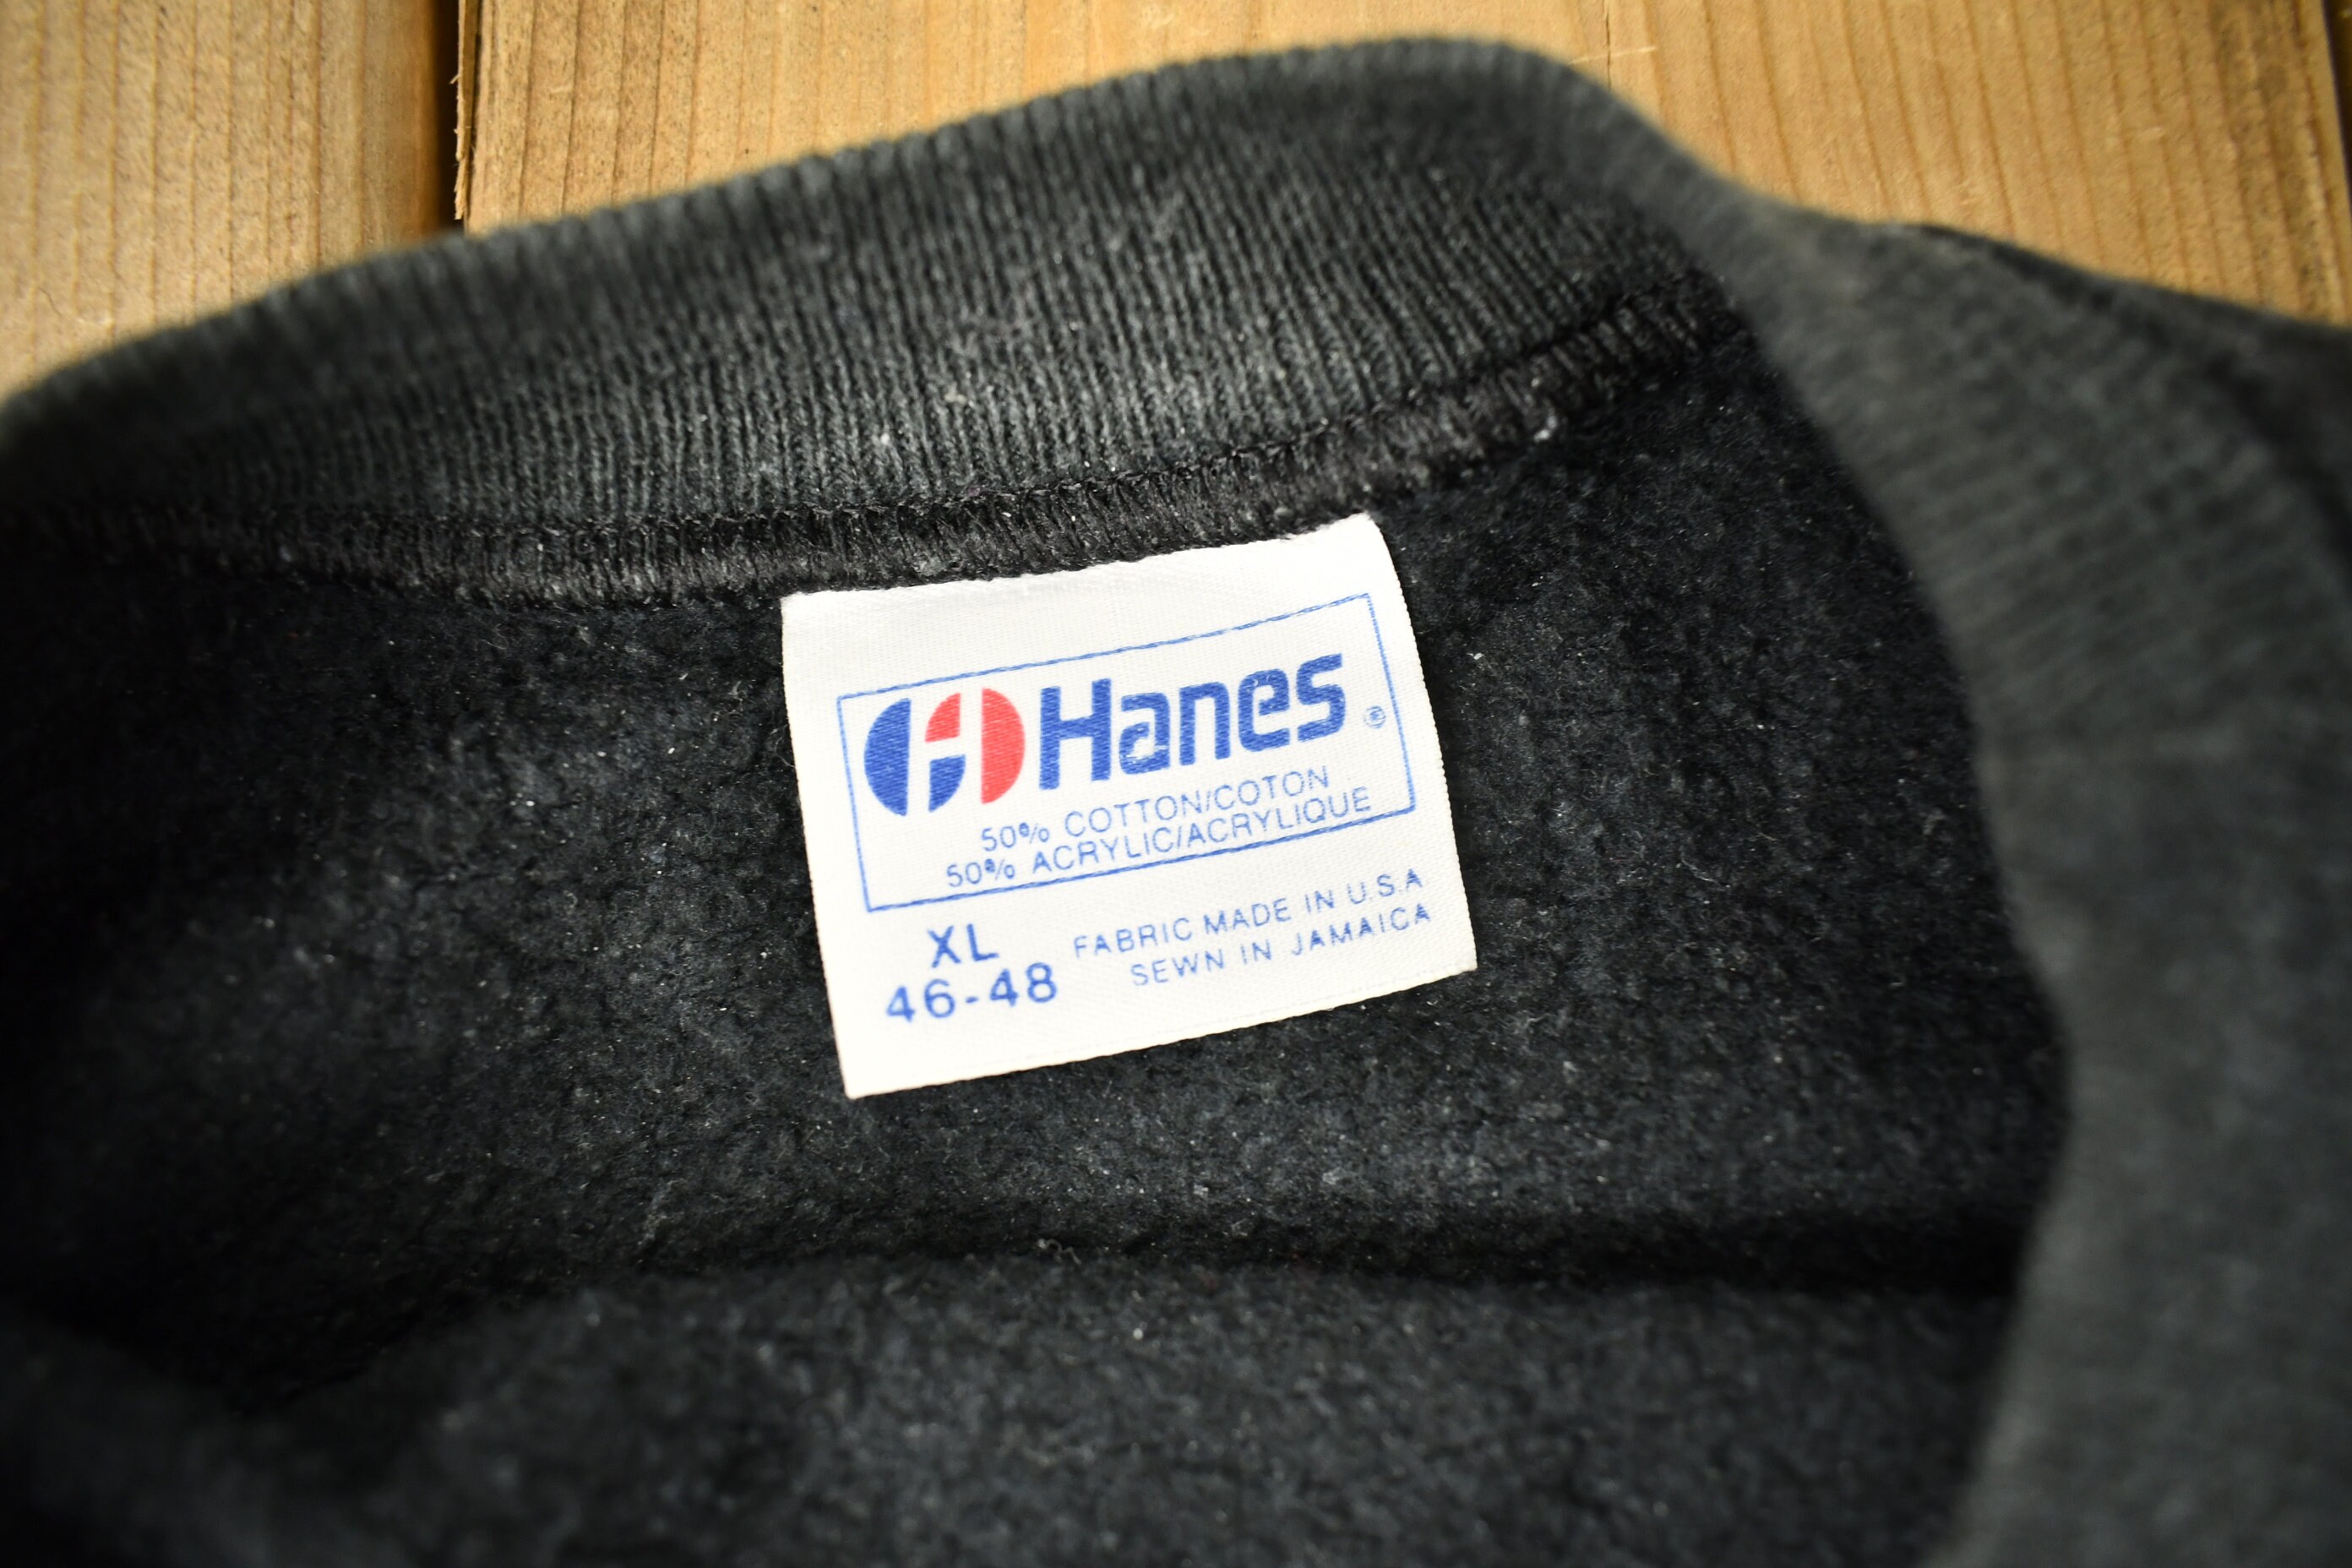 Hanes®
50% COTTON/COTON
50% ACRYLIC/ACRYLIQUE
XL
46-48
FABRIC MADE IN U.S.A
SEWN IN JAMAICA